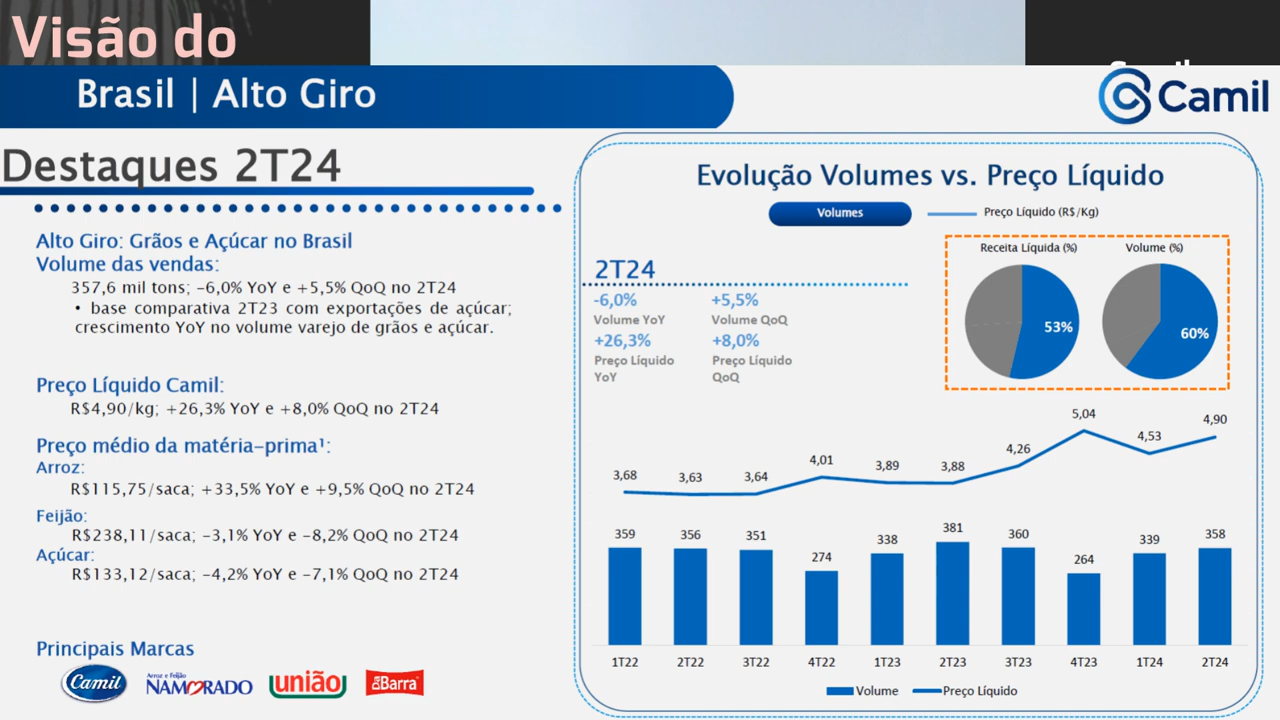 Visão do
Brasil | Alto Giro
Camil
Destaques 2T24
Alto Giro: Grãos e Açúcar no Brasil
Volume das vendas:
357,6 mil tons; -6,0% YoY e +5,5% QoQ no 2T24
• base comparativa 2T23 com exportações de açúcar;
crescimento YoY no volume varejo de grãos e açúcar.
Preço Líquido Camil:
R$4,90/kg; +26,3% YoY e +8,0% QoQ no 2T24
Preço médio da matéria-prima¹:
Arroz:
R$115,75/saca; +33,5% YoY e +9,5% QoQ no 2T24
Feijão:
R$238,11/saca; -3,1% YoY e -8,2% QoQ no 2T24
Açúcar:
R$133,12/saca; -4,2% YoY e -7,1% QoQ no 2T24
Principais Marcas
Camil
Arroz e Feijão
NAMORADO
união
da Barra
Evolução Volumes vs. Preço Líquido
Volumes
Preço Líquido (R$/Kg)
2T24
-6,0% +5,5%
Volume YoY Volume QoQ
+26,3% +8,0%
Preço Líquido Preço Líquido
YoY QoQ
Receita Líquida (%) Volume (%)
53% 60%
3,68 3,63 3,64 4,01 3,89 3,88 4,26 5,04 4,53 4,90
359 356 351 274 338 381 360 264 339 358
1T22 2T22 3T22 4T22 1T23 2T23 3T23 4T23 1T24 2T24
Volume Preço Líquido